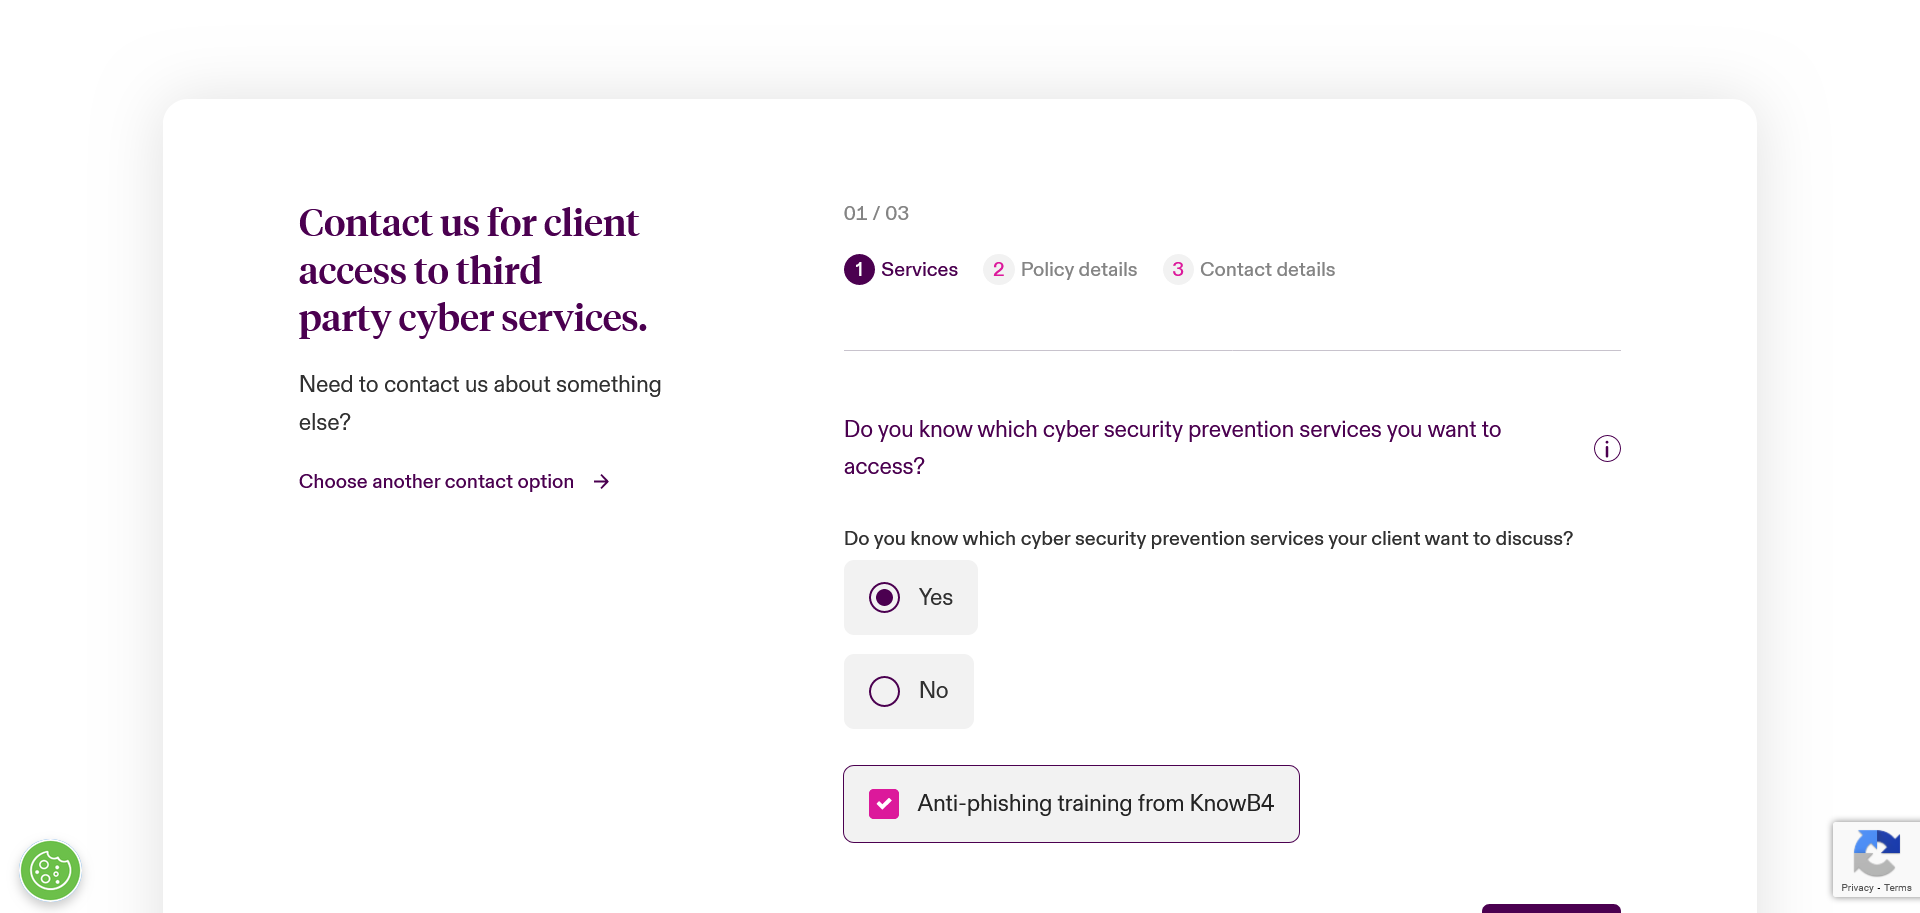 Contact us for client
access to third
party cyber services.
Need to contact us about something
else?
Choose another contact option
01 / 03
1 Services 2 Policy details 3 Contact details
Do you know which cyber security prevention services you want to
access?
Do you know which cyber security prevention services your client want to discuss?
Yes
No
Anti-phishing training from KnowB4
Privacy - Terms